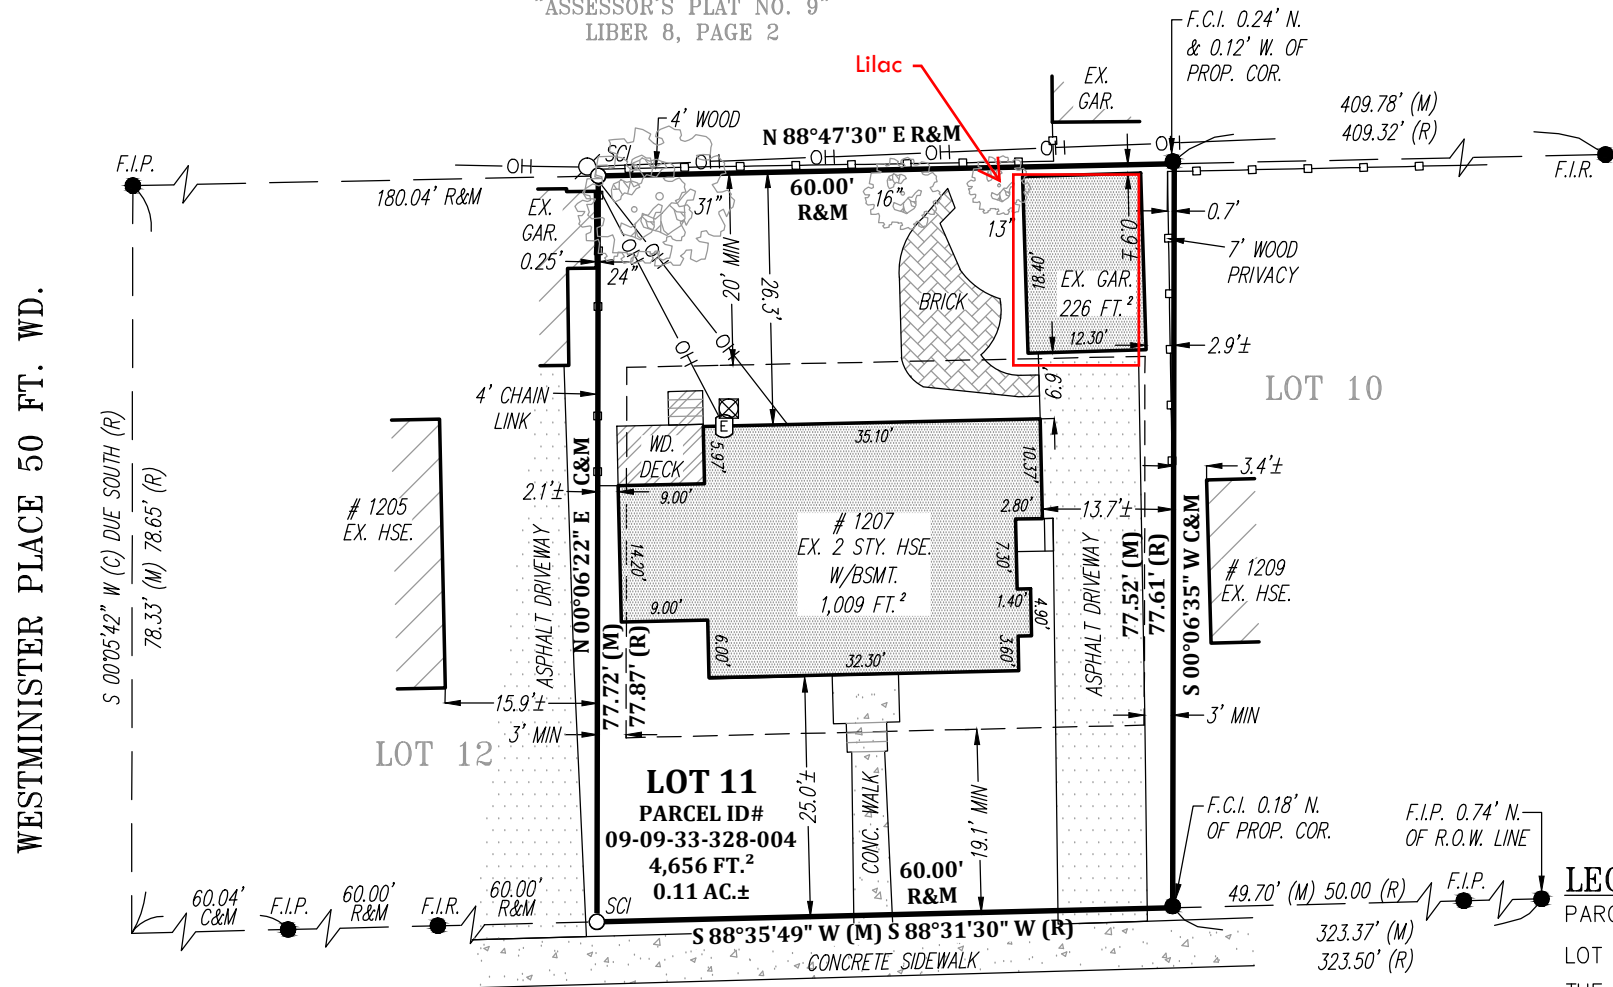 "ASSESSOR'S PLAT NO. 9"
LIBER 8, PAGE 2
F.C.I. 0.24' N.
& 0.12' W. OF
PROP. COR.
Lilac
EX.
GAR.
409.78' (M)
409.32' (R)
4' WOOD
N 88°47'30" E R&M
OH
OH
OH
OH
OH
OH
SCI
F.I.P.
F.I.R.
180.04' R&M
60.00'
R&M
EX.
GAR.
31"
16"
13"
0.25'
24"
OH
OH
OH
OH
20' MIN
26.3'
0.7'
7' WOOD
PRIVACY
0.9'±
18.40'
EX. GAR.
226 FT.²
12.30'
BRICK
2.9'±
6.9'
LOT 10
4' CHAIN
LINK
E
WD.
DECK
5.97'
35.10'
10.37'
WESTMINISTER PLACE 50 FT. WD.
S 00°05'42" W (C) DUE SOUTH (R)
78.33' (M) 78.65' (R)
# 1205
EX. HSE.
2.1'±
9.00'
2.80'
13.7'±
3.4'±
N 00°06'22" E C&M
77.72' (M)
77.87' (R)
ASPHALT DRIVEWAY
14.20'
# 1207
EX. 2 STY. HSE.
W/BSMT.
1,009 FT.²
7.30'
1.40'
4.90'
3.60'
9.00'
6.00'
32.30'
ASPHALT DRIVEWAY
77.52' (M)
77.61' (R)
S 00°06'35" W C&M
# 1209
EX. HSE.
15.9'±
3' MIN
3' MIN
LOT 12
LOT 11
PARCEL ID#
09-09-33-328-004
4,656 FT.²
0.11 AC.±
25.0'±
CONC. WALK
19.1' MIN
60.00'
R&M
F.C.I. 0.18' N.
OF PROP. COR.
F.I.P. 0.74' N.
OF R.O.W. LINE
60.04'
C&M
F.I.P.
60.00'
R&M
F.I.R.
60.00'
R&M
SCI
49.70' (M) 50.00 (R)
F.I.P.
S 88°35'49" W (M) S 88°31'30" W (R)
323.37' (M)
323.50' (R)
CONCRETE SIDEWALK
LOT